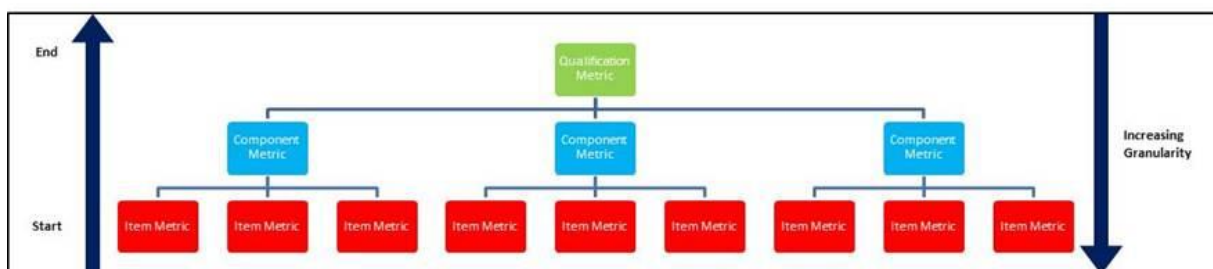 End
Qualification
Metric
Component
Metric
Component
Metric
Component
Metric
Increasing
Granularity
Start
Item Metric
Item Metric
Item Metric
Item Metric
Item Metric
Item Metric
Item Metric
Item Metric
Item Metric